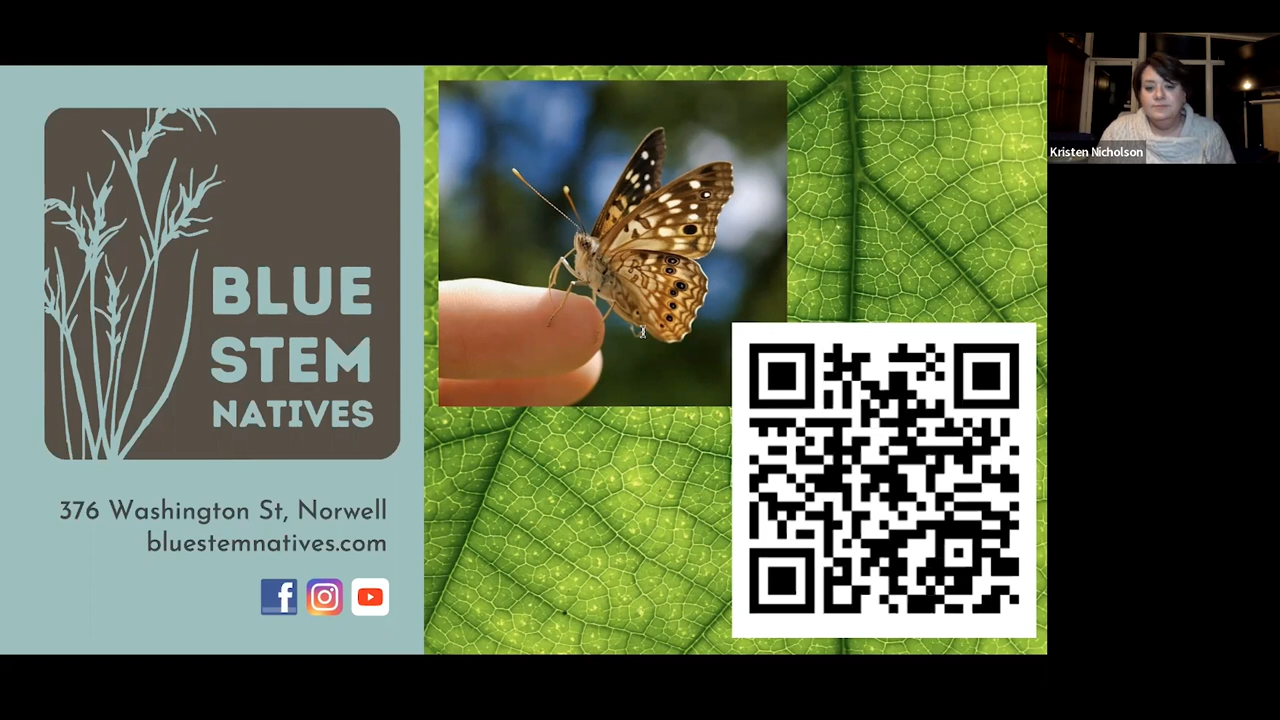 BLUE
STEM
NATIVES
376 Washington St, Norwell
bluestemnatives.com
Kristen Nicholson